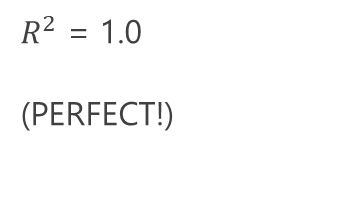 R² = 1.0
(PERFECT!)